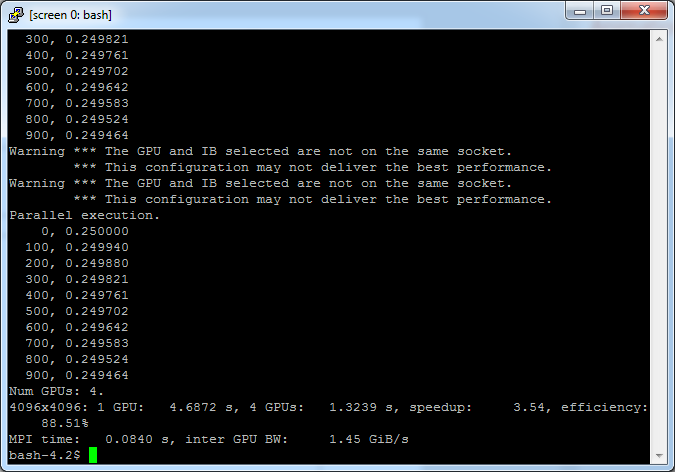 [screen 0: bash]
300, 0.249821
400, 0.249761
500, 0.249702
600, 0.249642
700, 0.249583
800, 0.249524
900, 0.249464
Warning *** The GPU and IB selected are not on the same socket.
*** This configuration may not deliver the best performance.
Warning *** The GPU and IB selected are not on the same socket.
*** This configuration may not deliver the best performance.
Parallel execution.
0, 0.250000
100, 0.249940
200, 0.249880
300, 0.249821
400, 0.249761
500, 0.249702
600, 0.249642
700, 0.249583
800, 0.249524
900, 0.249464
Num GPUs: 4.
4096x4096: 1 GPU:   4.6872 s, 4 GPUs:   1.3239 s, speedup:     3.54, efficiency:
88.51%
MPI time:   0.0840 s, inter GPU BW:     1.45 GiB/s
bash-4.2$